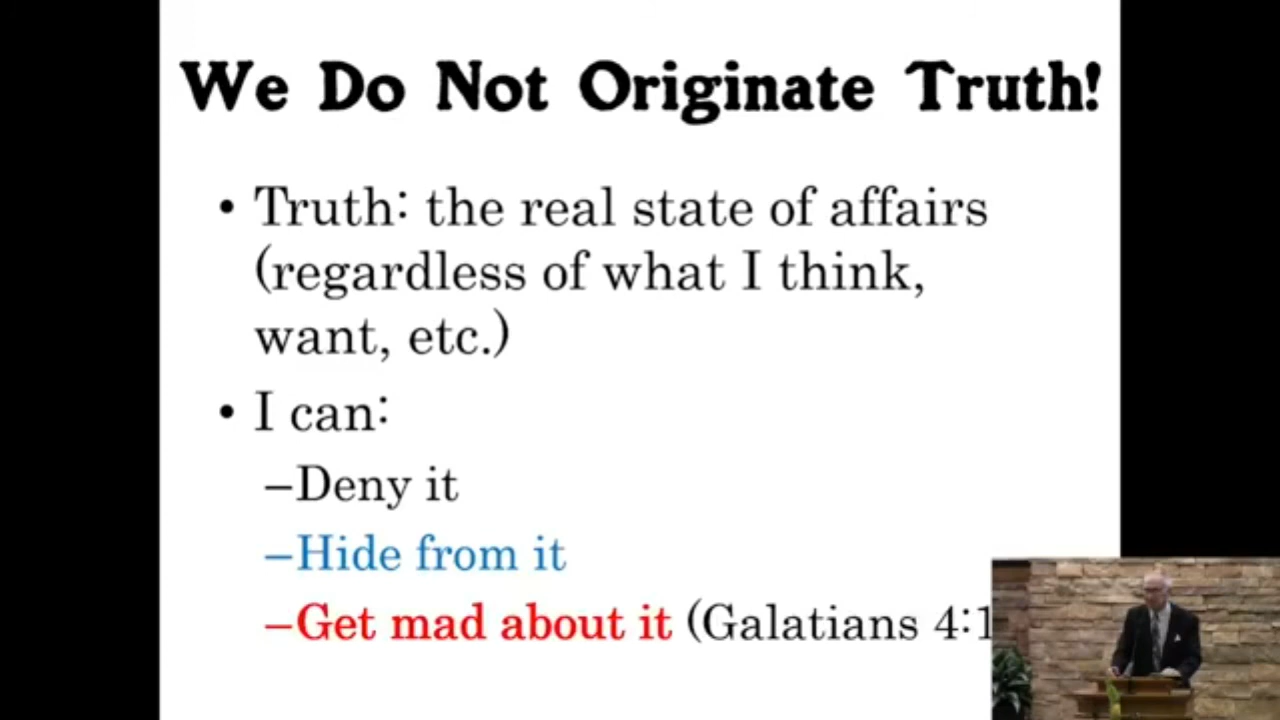 We Do Not Originate Truth!
• Truth: the real state of affairs
(regardless of what I think,
want, etc.)
• I can:
–Deny it
–Hide from it
–Get mad about it (Galatians 4:1